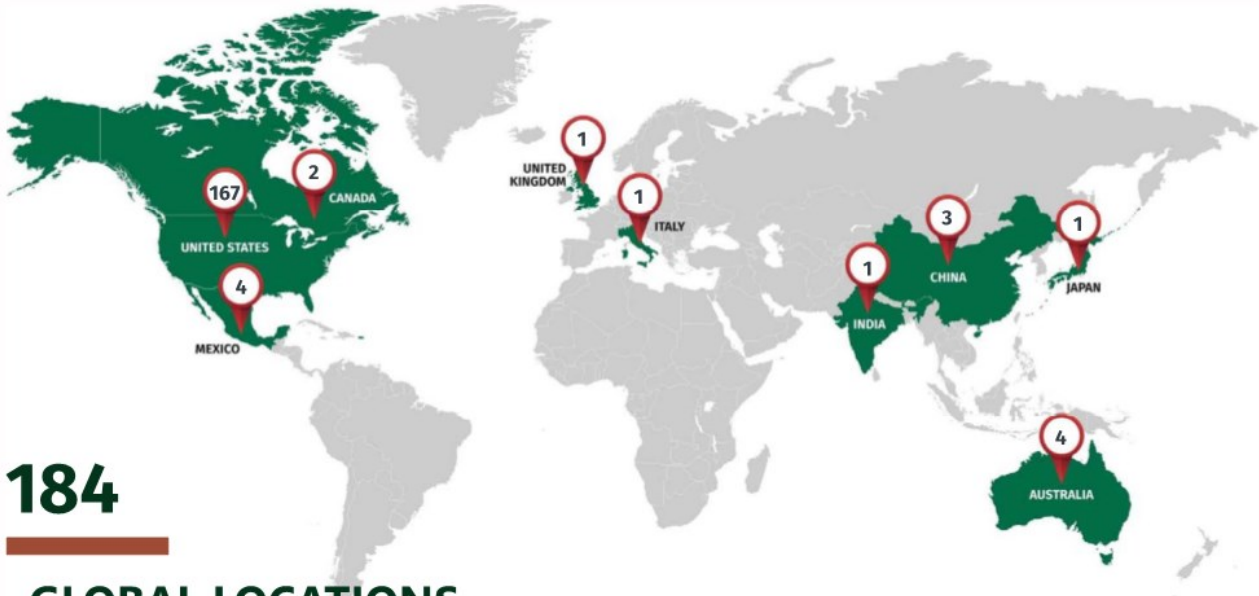 1
UNITED
KINGDOM
2
CANADA
167
UNITED STATES
1
ITALY
3
CHINA
1
JAPAN
4
MEXICO
1
INDIA
4
AUSTRALIA
184
GLOBAL LOCATIONS